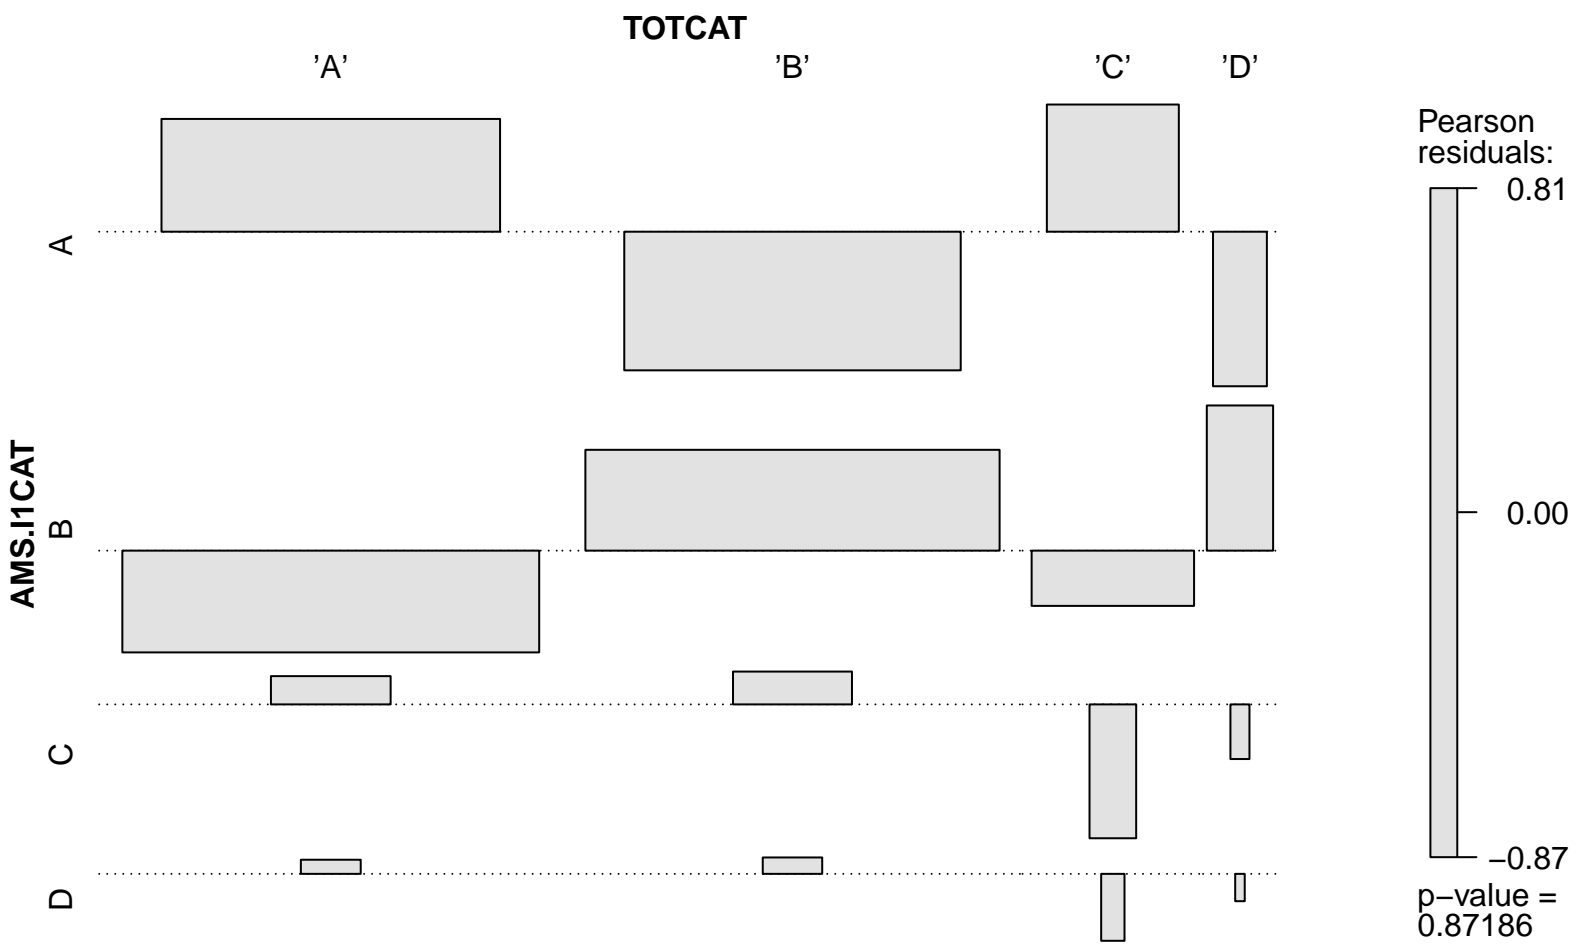 TOTCAT
’A’ ’B’ ’C’ ’D’
AMS.I1CAT
A
B
C
D
Pearson
residuals:
0.81
0.00
−0.87
p−value =
0.87186